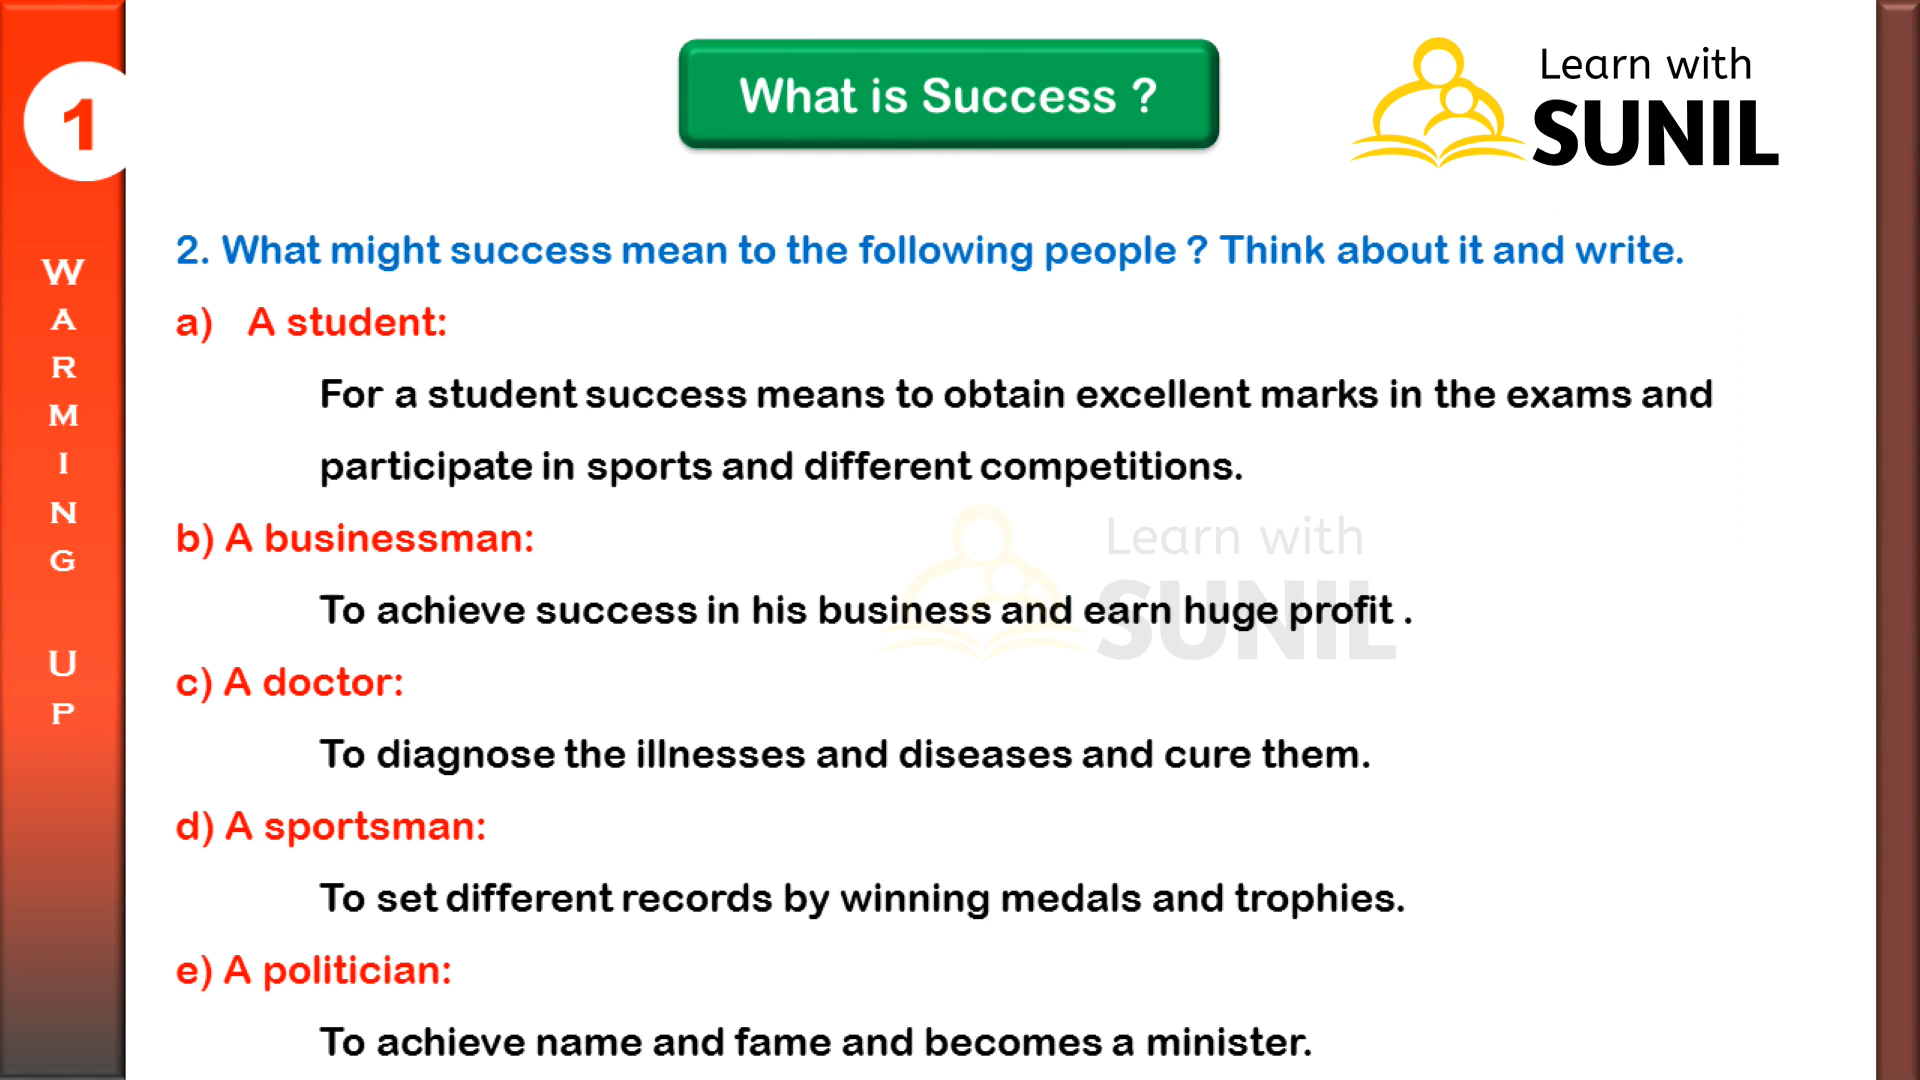 1
WARMING UP
What is Success ?
Learn with
SUNIL
2. What might success mean to the following people ? Think about it and write.
a) A student:
For a student success means to obtain excellent marks in the exams and
participate in sports and different competitions.
b) A businessman:
Learn with
SUNIL
To achieve success in his business and earn huge profit .
c) A doctor:
To diagnose the illnesses and diseases and cure them.
d) A sportsman:
To set different records by winning medals and trophies.
e) A politician:
To achieve name and fame and becomes a minister.